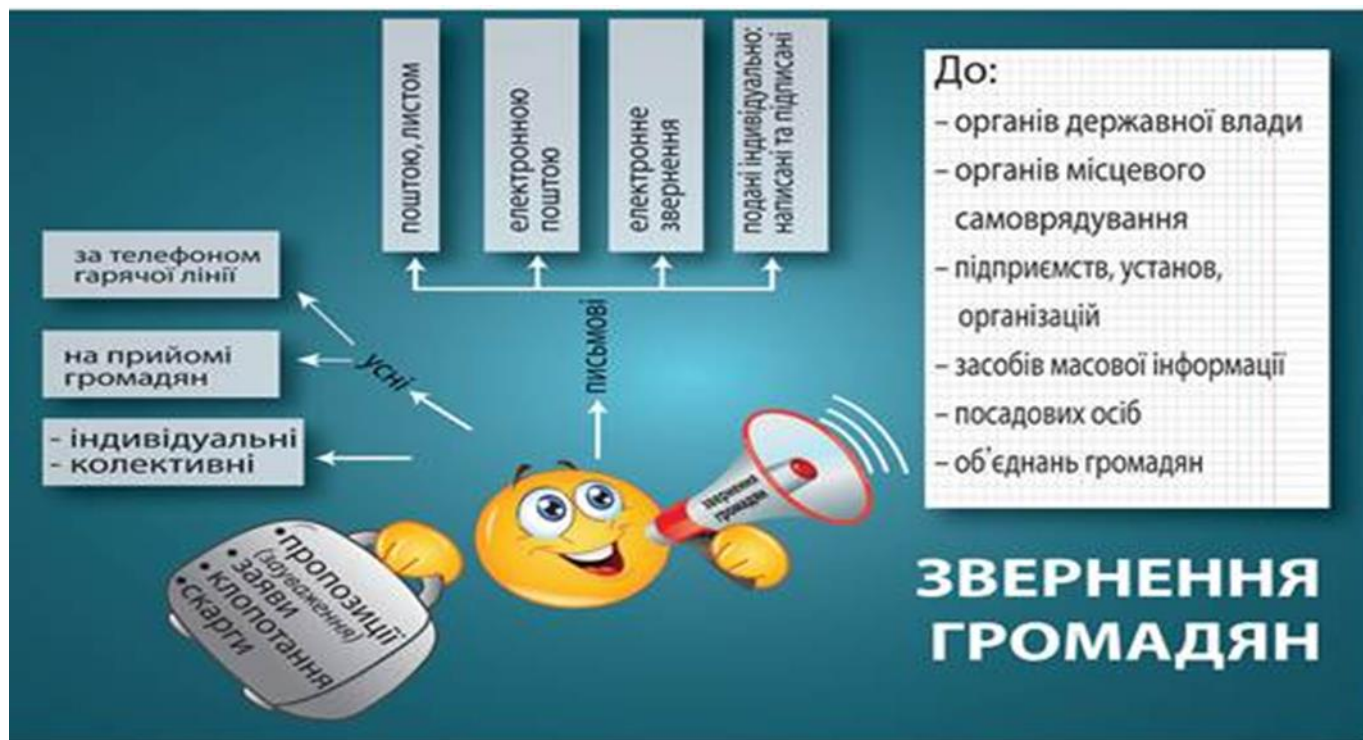 поштою, листом
електронною
поштою
електронне
звернення
подані індивідуально:
написані та підписані
за телефоном
гарячої лінії
на прийомі
громадян
- індивідуальні
- колективні
усні
письмові
звернення
громадян
•пропозиції
(зауваження)
•заяви
•клопотання
•скарги
До:
– органів державної влади
– органів місцевого
самоврядування
– підприємств, установ,
організацій
– засобів масової інформації
– посадових осіб
– об'єднань громадян
ЗВЕРНЕННЯ
ГРОМАДЯН